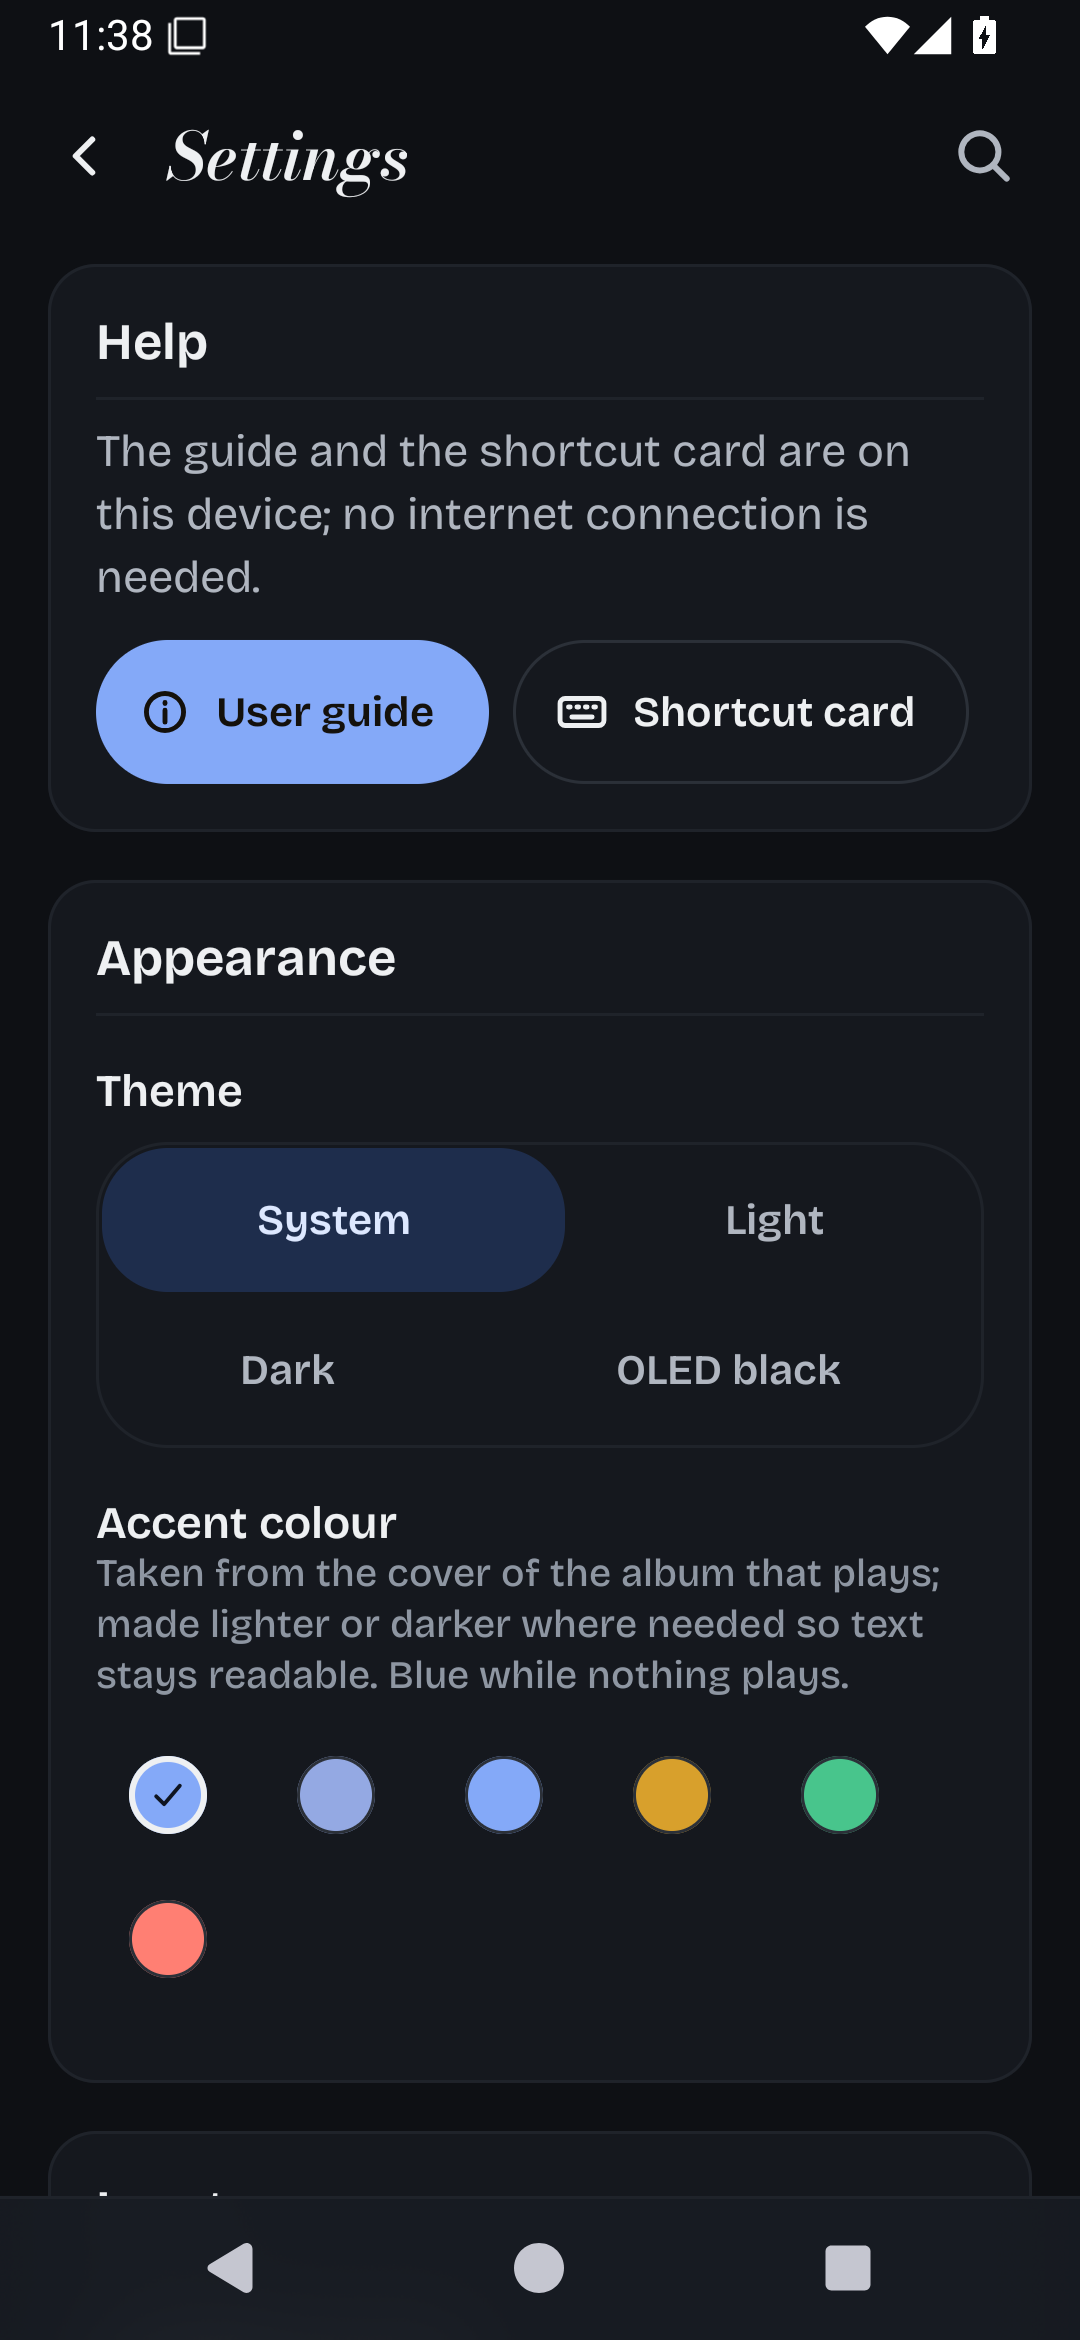 11:38
Settings
Help
The guide and the shortcut card are on
this device; no internet connection is
needed.
User guide
Shortcut card
Appearance
Theme
System
Light
Dark
OLED black
Accent colour
Taken from the cover of the album that plays;
made lighter or darker where needed so text
stays readable. Blue while nothing plays.